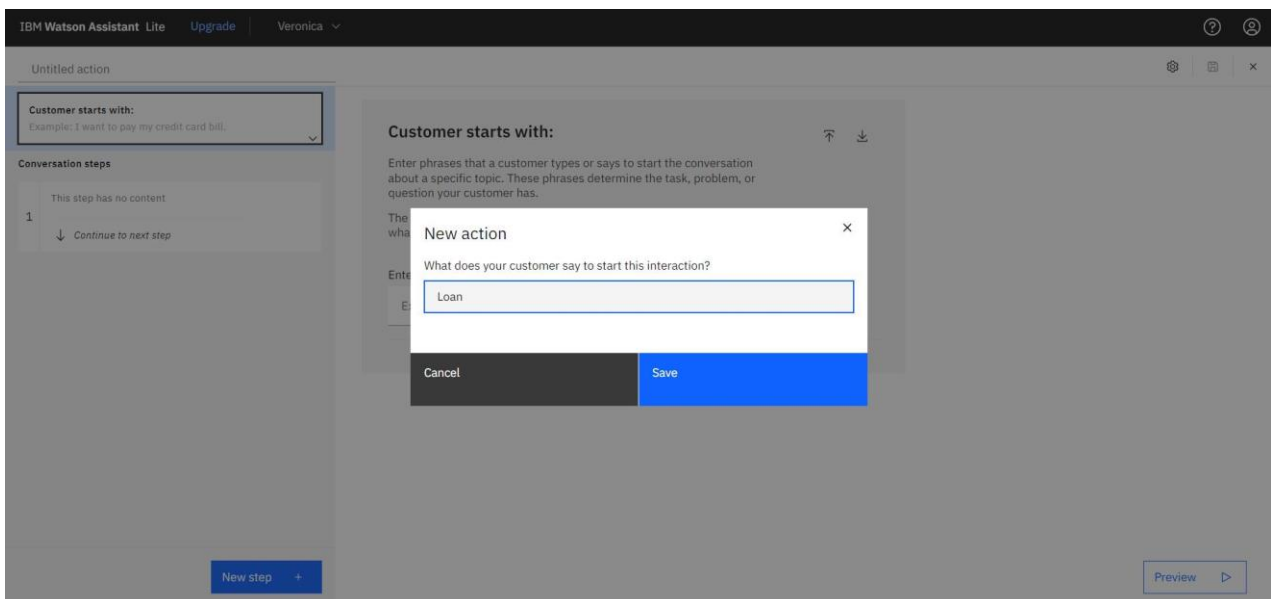 IBM Watson Assistant Lite Upgrade Veronica
Untitled action
Customer starts with:
Example: I want to pay my credit card bill.
Conversation steps
1
This step has no content
Continue to next step
New step +
Customer starts with:
Enter phrases that a customer types or says to start the conversation
about a specific topic. These phrases determine the task, problem, or
question your customer has.
The
wha
Ente
New action
What does your customer say to start this interaction?
Loan
Cancel
Save
Preview